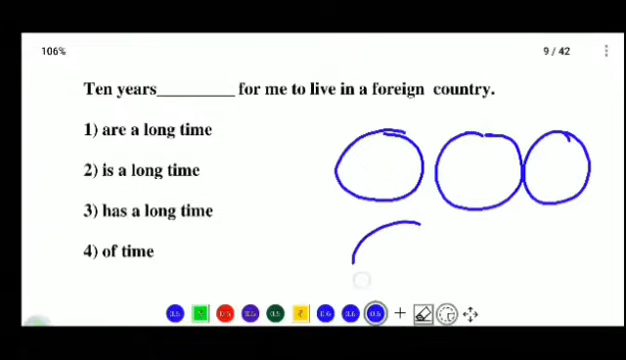 106%
9 / 42
Ten years_________ for me to live in a foreign country.
1) are a long time
2) is a long time
3) has a long time
4) of time